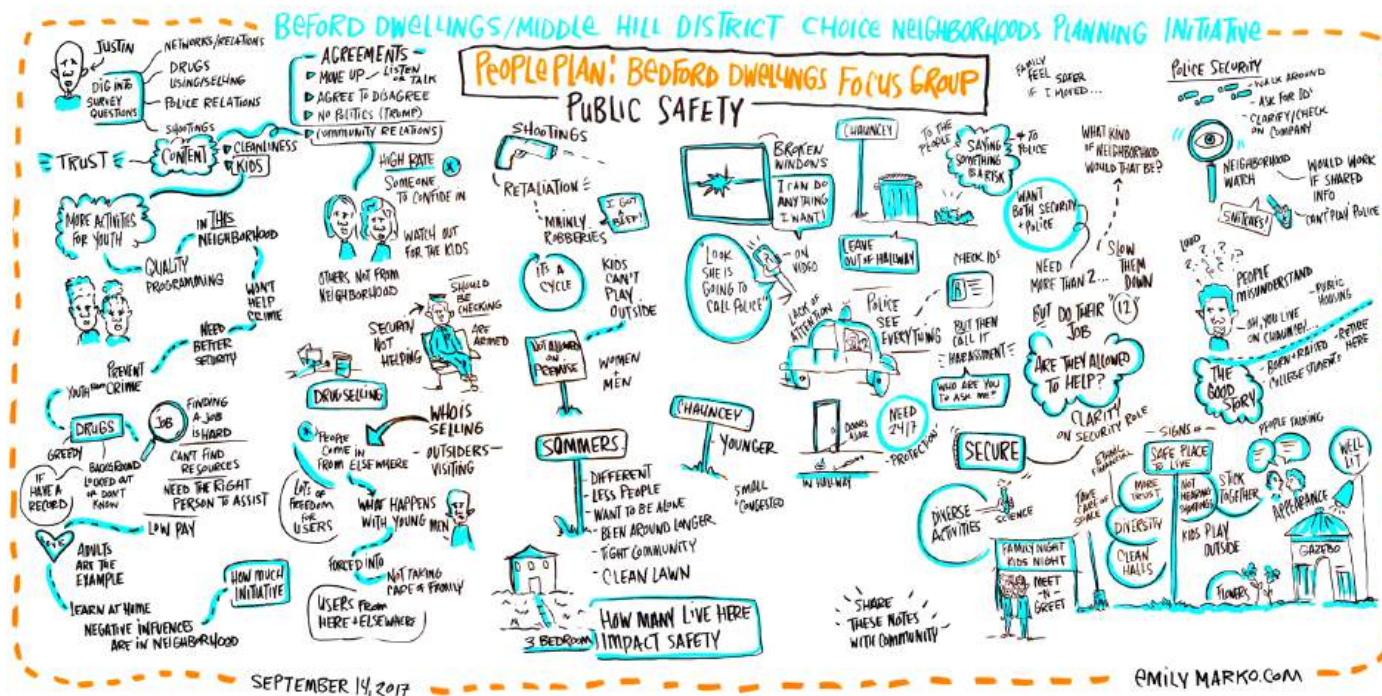 BEFORD DWELLINGS/MIDDLE HILL DISTRICT CHOICE NEIGHBORHOODS PLANNING INITIATIVE
PEOPLE PLAN: BEDFORD DWELLINGS FOCUS GROUP
PUBLIC SAFETY
JUSTIN
DIG INTO
SURVEY
QUESTIONS
NETWORKS/RELATIONS
DRUGS
USING/SELLING
POLICE RELATIONS
SHOOTINGS
TRUST
CONTENT
CLEANLINESS
KIDS
AGREEMENTS
MOVE UP - LISTEN
OR TALK
AGREE TO DISAGREE
NO POLITICS (TRUMP)
COMMUNITY RELATIONS
MORE ACTIVITIES
FOR YOUTH
IN THIS
NEIGHBORHOOD
QUALITY
PROGRAMMING
WON'T
HELP
CRIME
NEED
BETTER
SECURITY
PREVENT
CRIME
YOUTH
DRUGS
GREEDY
IF
HAVE A
RECORD
BACKGROUND
LOCKED OUT
OR DON'T
KNOW
JOB
FINDING
A JOB
IS HARD
CAN'T FIND
RESOURCES
NEED THE RIGHT
PERSON TO ASSIST
LOW PAY
ADULTS
ARE THE
EXAMPLE
LEARN AT HOME
NEGATIVE INFUENCES
ARE IN NEIGHBORHOOD
HOW MUCH
INITIATIVE
HIGH RATE
SOMEONE
TO CONFIDE IN
WATCH OUT
FOR THE KIDS
OTHERS NOT FROM
NEIGHBORHOOD
SECURITY
NOT
HELPING
SHOULD
BE
CHECKING
ARE
ARMED
DRUG SELLING
PEOPLE
COME IN
FROM ELSEWHERE
WHO IS
SELLING
- OUTSIDERS -
VISITING
LOTS OF
FREEDOM
FOR
USERS
WHAT HAPPENS
WITH YOUNG
MEN
FORCED INTO
NOT TAKING
CARE OF FAMILY
USERS FROM
HERE + ELSEWHERE
SHOOTINGS
RETALIATION
MAINLY
ROBBERIES
I GOT
A BEEF!
IT'S A
CYCLE
KIDS
CAN'T
PLAY
OUTSIDE
NOT ALLOWED
ON
PREMISE
WOMEN
+
MEN
SOMMERS
- DIFFERENT
- LESS PEOPLE
- WANT TO BE ALONE
- BEEN AROUND LONGER
- TIGHT COMMUNITY
- CLEAN LAWN
3 BEDROOM
HOW MANY LIVE HERE
IMPACT SAFETY
BROKEN
WINDOWS
I CAN DO
ANYTHING
I WANT!
"LOOK
SHE IS
GOING TO
CALL POLICE"
- ON
VIDEO
CHAUNCEY
- YOUNGER
SMALL
"CONGESTED
CHAUNCEY
LEAVE
OUT OF HALLWAY
TO THE
PEOPLE
SAYING
SOMETHING
IS A RISK
TO
POLICE
LACK OF
ATTENTION
POLICE
SEE
EVERYTHING
CHECK IDS
BUT THEN
CALL IT
HARASSMENT
WHO ARE YOU
TO ASK ME?
DOORS
AJAR
IN HALLWAY
NEED
24/7
PROTECTION
FAMILY
FEEL
SAFER
IF I MOVED...
WHAT KIND
OF NEIGHBORHOOD
WOULD THAT BE?
WANT
BOTH SECURITY
+ POLICE
NEED
MORE THAN 2...
SLOW
THEM
DOWN
BUT DO THEIR
JOB
12
ARE THEY ALLOWED
TO HELP?
CLARITY
ON SECURITY ROLE
SECURE
DIVERSE
ACTIVITIES
SCIENCE
FAMILY NIGHT
KIDS NIGHT
MEET
-N-
GREET
SHARE
THESE NOTES
WITH COMMUNITY
POLICE SECURITY
- WALK AROUND
- ASK FOR IDS
- CLARIFY/CHECK
ON COMPANY
NEIGHBORHOOD
WATCH
WOULD WORK
IF SHARED
INFO
SNITCHES!
CAN'T "PLAY" POLICE
LOUD
PEOPLE
MISUNDERSTAND
- OH, YOU LIVE
ON CHAUNCEY...
- PUBLIC
HOUSING
THE
GOOD
STORY
- BORN + RAISED
- RETIRE
HERE
COLLEGE STUDENTS
SIGNS OF
SAFE PLACE
TO LIVE
ETHNIC
FINANCIAL
TAKE
CARE OF
SPACE
MORE
TRUST
DIVERSITY
CLEAN
HALLS
NOT
HEARING
SHOOTINGS
STICK
TOGETHER
KIDS PLAY
OUTSIDE
FLOWERS
PEOPLE TALKING
APPEARANCE
WELL
LIT
GAZEBO
SEPTEMBER 14, 2017
EMILY MARKO.COM